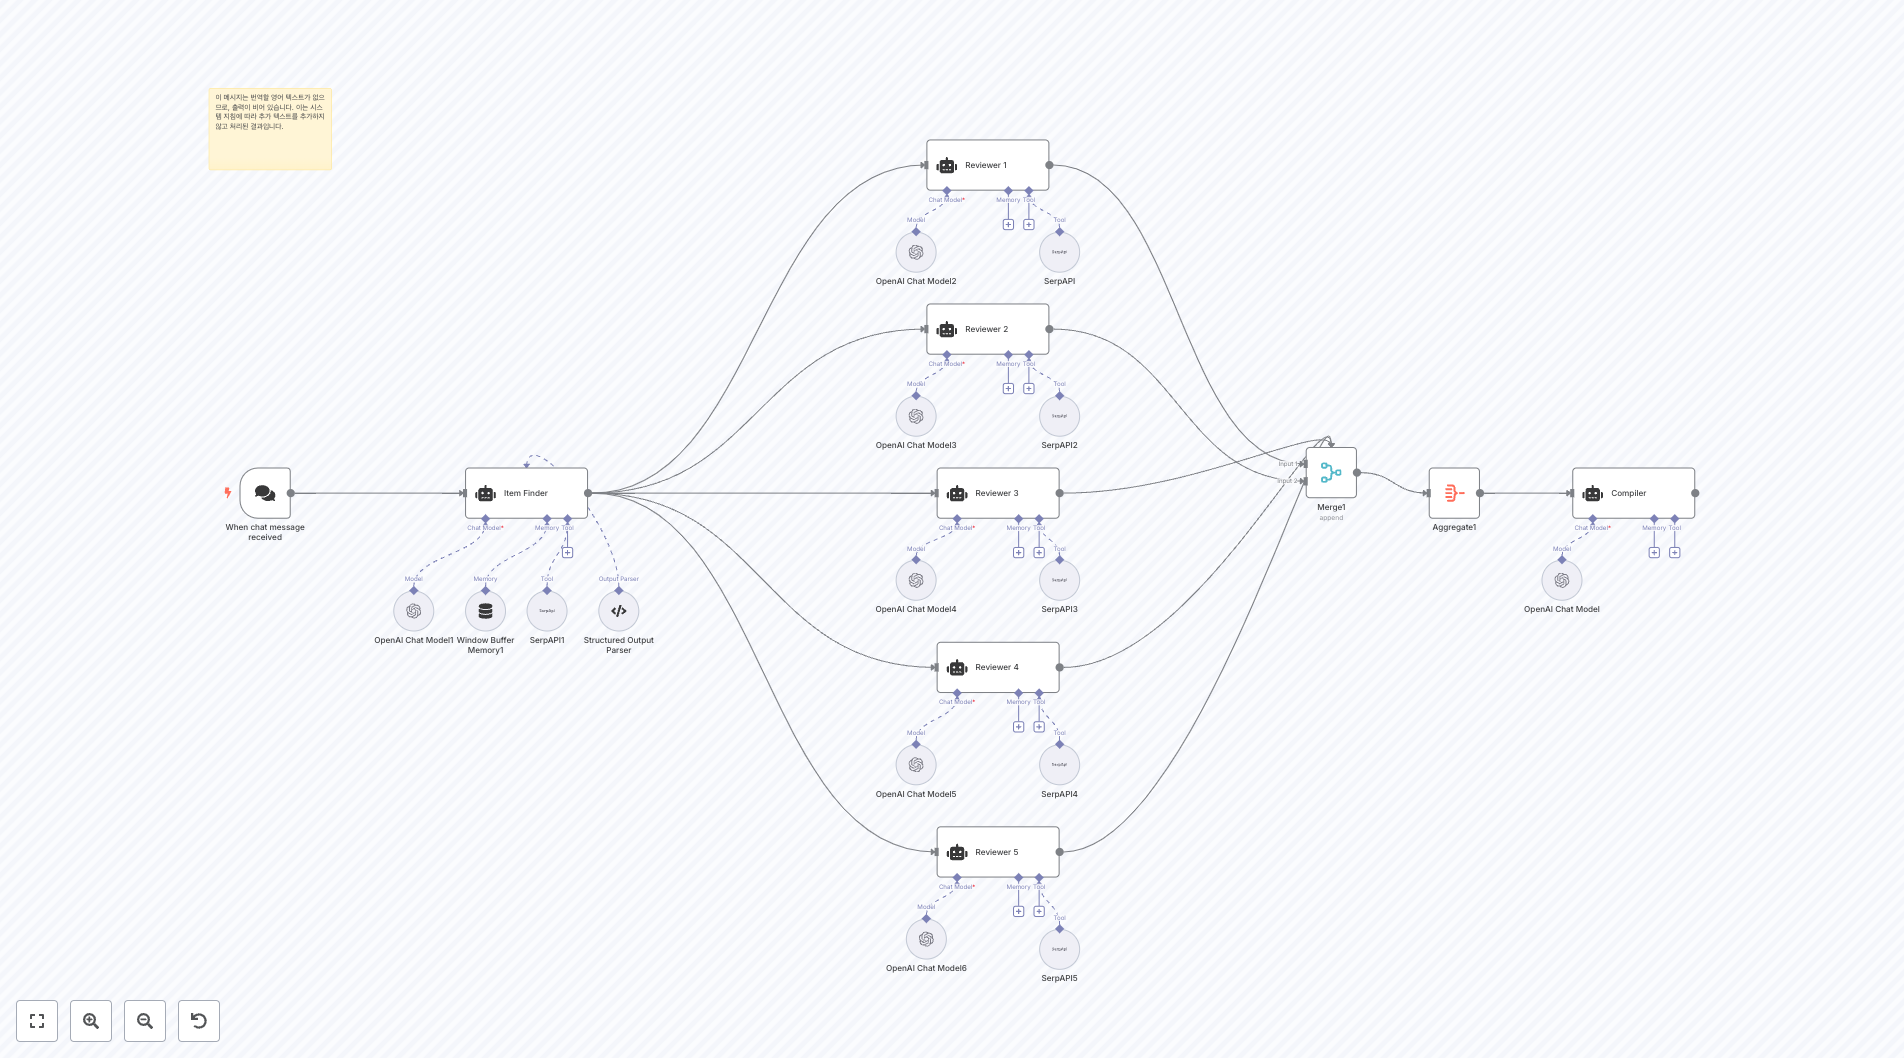 이 메시지는 번역할 영어 텍스트가 없으
므로, 출력이 비어 있습니다. 이는 시스
템 지침에 따라 추가 텍스트를 추가하지
않고 처리된 결과입니다.
Reviewer 1
Chat Model*
Memory
Tool
Model
Tool
SerpApi
OpenAI Chat Model2
SerpAPI
Reviewer 2
Chat Model*
Memory
Tool
Model
Tool
SerpApi
OpenAI Chat Model3
SerpAPI2
When chat message
received
Item Finder
Chat Model*
Memory
Tool
Model
Memory
Tool
Output Parser
SerpApi
OpenAI Chat Model1
Window Buffer
Memory1
SerpAPI1
Structured Output
Parser
Reviewer 3
Chat Model*
Memory
Tool
Model
Tool
SerpApi
OpenAI Chat Model4
SerpAPI3
Reviewer 4
Chat Model*
Memory
Tool
Model
Tool
SerpApi
OpenAI Chat Model5
SerpAPI4
Reviewer 5
Chat Model*
Memory
Tool
Model
Tool
SerpApi
OpenAI Chat Model6
SerpAPI5
Input 1
Input 2
Merge1
append
Aggregate1
Compiler
Chat Model*
Memory
Tool
Model
OpenAI Chat Model